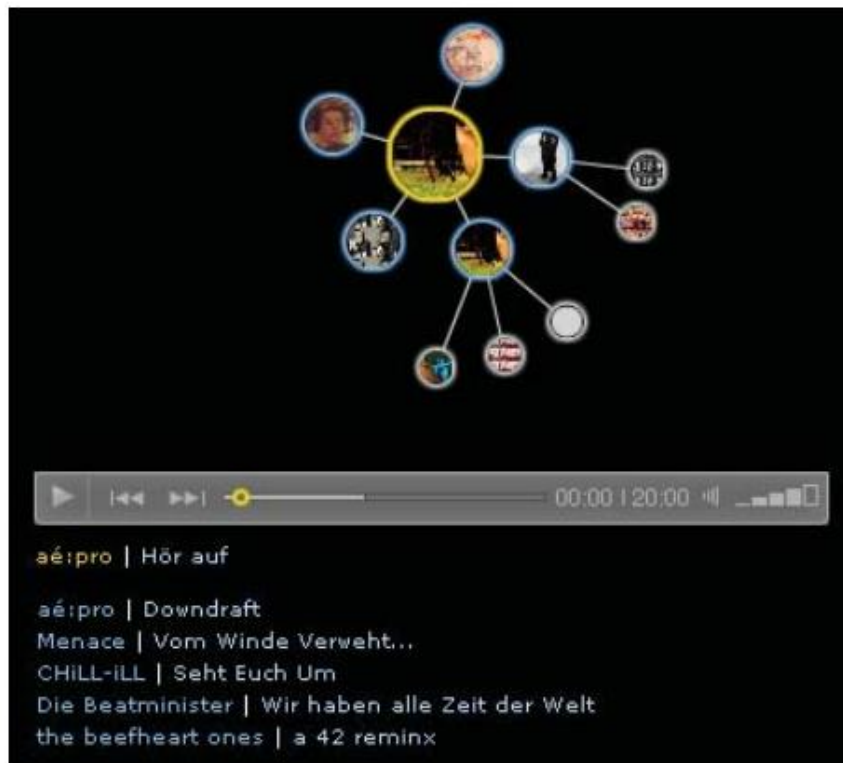 00:00 | 20:00
aé:pro | Hör auf
aé:pro | Downdraft
Menace | Vom Winde Verweht...
CHiLL-iLL | Seht Euch Um
Die Beatminister | Wir haben alle Zeit der Welt
the beefheart ones | a 42 reminx